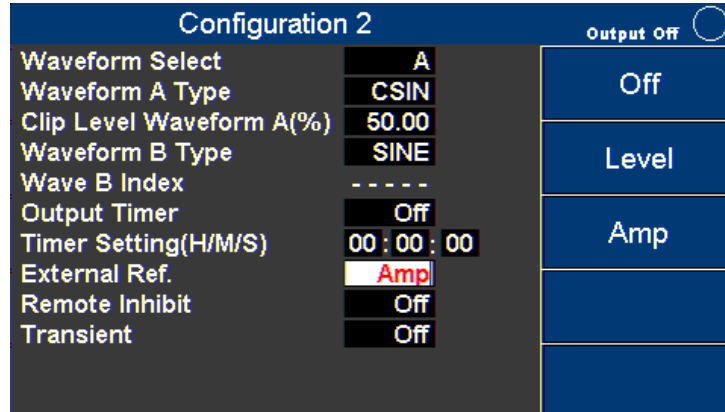 Configuration 2
Output Off
Waveform Select A
Waveform A Type CSIN
Clip Level Waveform A(%) 50.00
Waveform B Type SINE
Wave B Index - - - - -
Output Timer Off
Timer Setting(H/M/S) 00 : 00 : 00
External Ref. Amp
Remote Inhibit Off
Transient Off
Off
Level
Amp